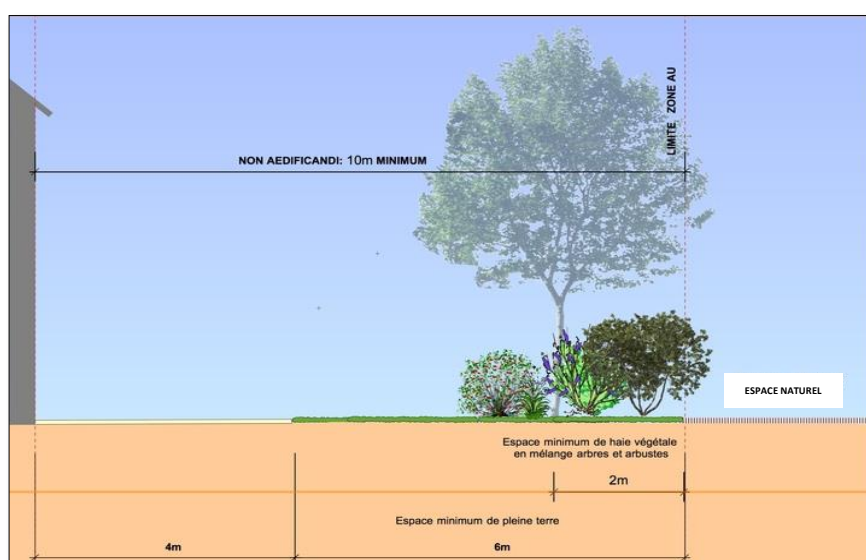 LIMITE ZONE AU
NON AEDIFICANDI: 10m MINIMUM
ESPACE NATUREL
Espace minimum de haie végétale
en mélange arbres et arbustes
2m
Espace minimum de pleine terre
4m
6m